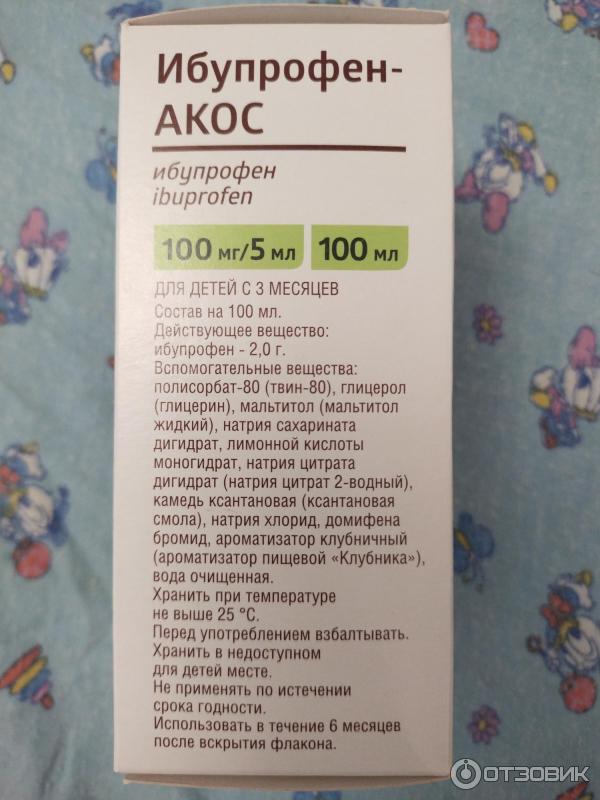 Ибупрофен-
АКОС
ибупрофен
ibuprofen
100 мг/5 мл 100 мл
ДЛЯ ДЕТЕЙ С 3 МЕСЯЦЕВ
Состав на 100 мл.
Действующее вещество:
ибупрофен - 2,0 г.
Вспомогательные вещества:
полисорбат-80 (твин-80), глицерол
(глицерин), мальтитол (мальтитол
жидкий), натрия сахарината
дигидрат, лимонной кислоты
моногидрат, натрия цитрата
дигидрат (натрия цитрат 2-водный),
камедь ксантановая (ксантановая
смола), натрия хлорид, домифена
бромид, ароматизатор клубничный
(ароматизатор пищевой «Клубника»),
вода очищенная.
Хранить при температуре
не выше 25 °С.
Перед употреблением взбалтывать.
Хранить в недоступном
для детей месте.
Не применять по истечении
срока годности.
Использовать в течение 6 месяцев
после вскрытия флакона.
ОТЗОВИК